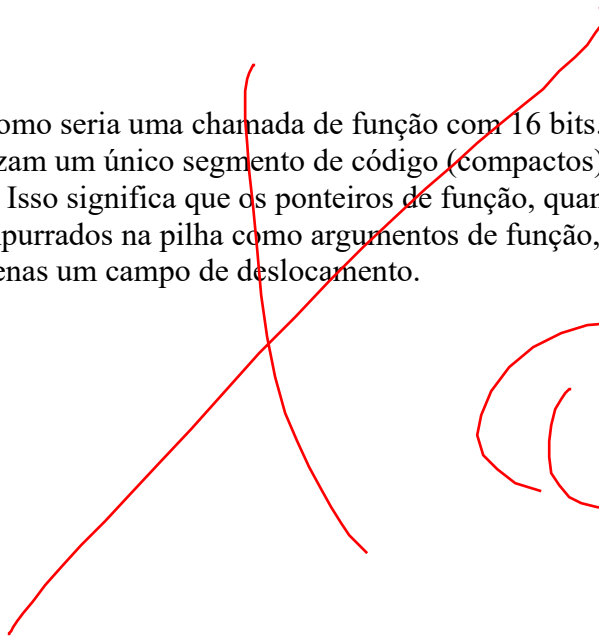 omo seria uma chamada de função com 16 bits.
zam um único segmento de código (compactos)
Isso significa que os ponteiros de função, quan
purrados na pilha como argumentos de função,
enas um campo de deslocamento.